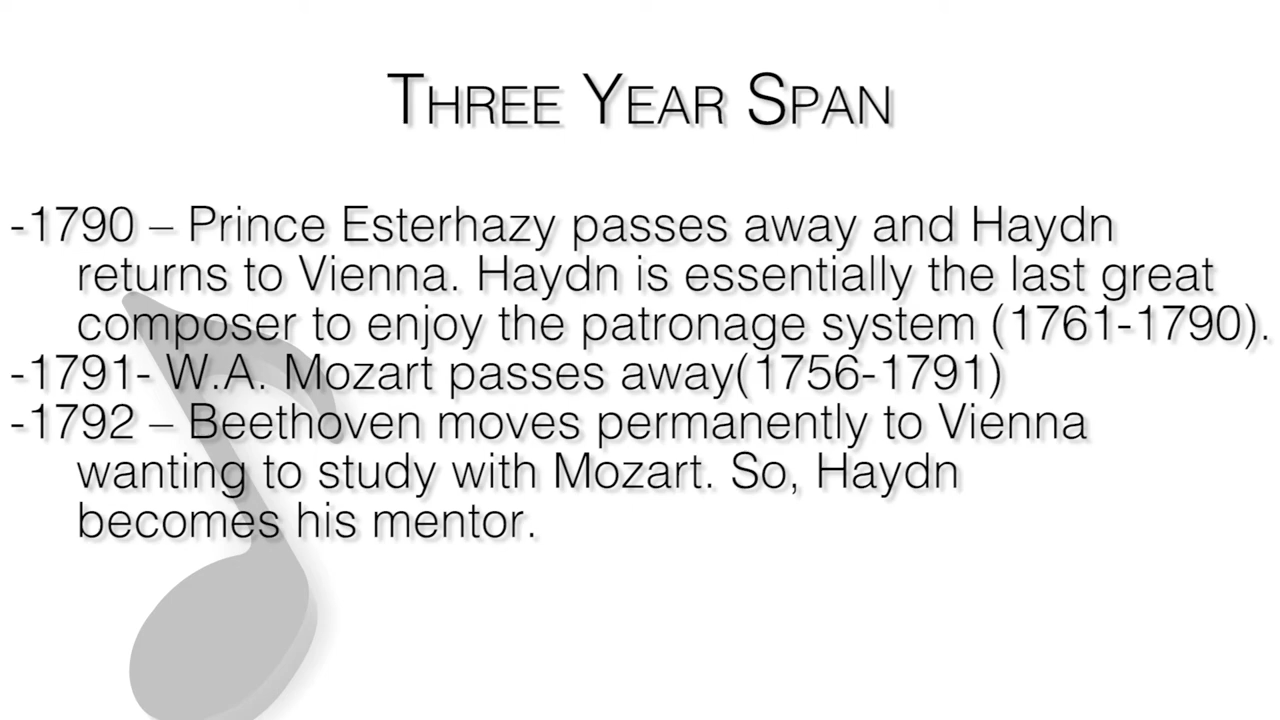 Three Year Span
-1790 – Prince Esterhazy passes away and Haydn
returns to Vienna. Haydn is essentially the last great
composer to enjoy the patronage system (1761-1790).
-1791- W.A. Mozart passes away(1756-1791)
-1792 – Beethoven moves permanently to Vienna
wanting to study with Mozart. So, Haydn
becomes his mentor.